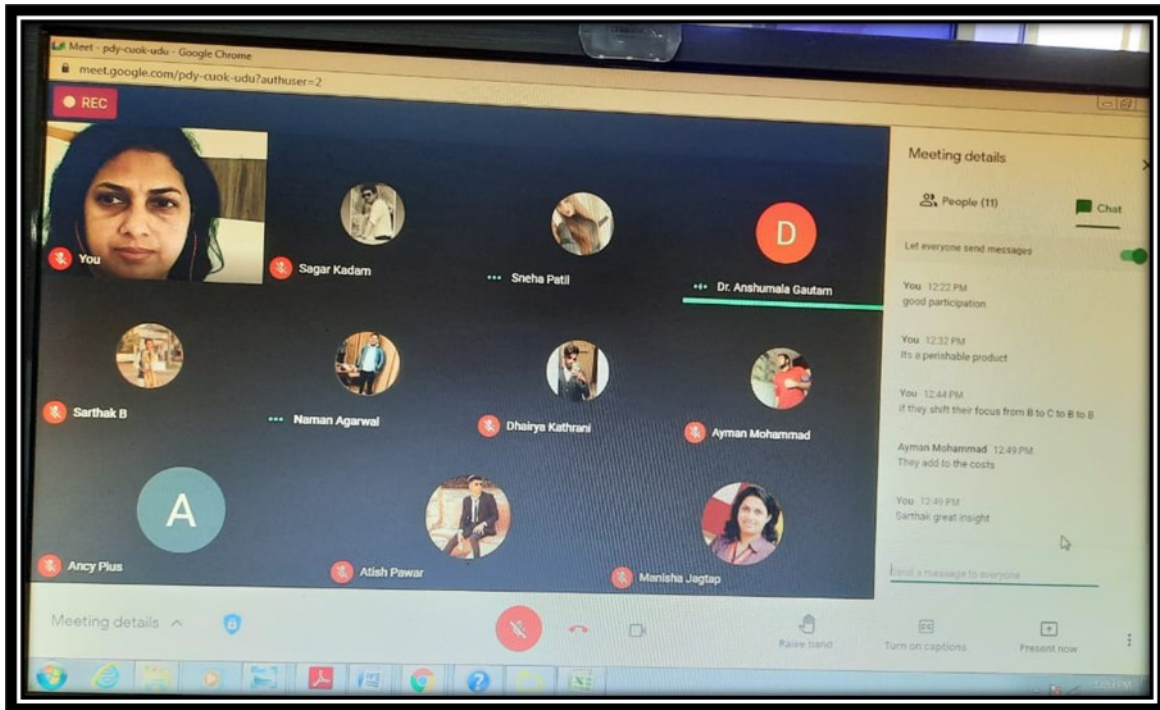 Meet - pdy-cuok-udu - Google Chrome
meet.google.com/pdy-cuok-udu?authuser=2
REC
You
Sagar Kadam
Sneha Patil
D
Dr. Anshumala Gautam
Sarthak B
Naman Agarwal
Dhairya Kathrani
Ayman Mohammad
A
Ancy Pius
Atish Pawar
Manisha Jagtap
Meeting details
People (11)
Chat
Let everyone send messages
You 12:22 PM
good participation
You 12:32 PM
Its a perishable product
You 12:44 PM
if they shift their focus from B to C to B to B
Ayman Mohammad 12:49 PM
They add to the costs
You 12:49 PM
Sarthak great insight
Send a message to everyone
Meeting details
Raise hand
CC
Turn on captions
Present now